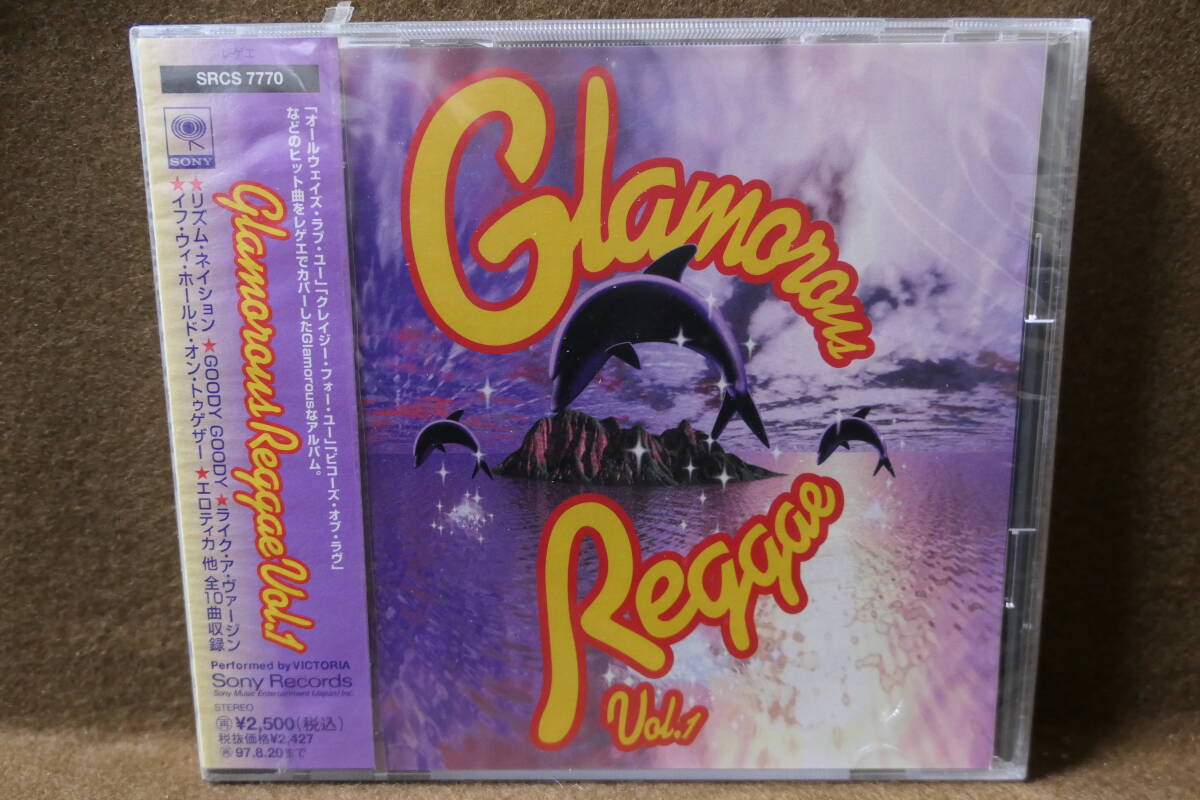 レゲエ
SRCS 7770
SONY
「オールウェイズ・ラブ・ユー」「クレイジー・フォー・ユー」「ビコーズ・オブ・ラヴ」
などのヒット曲をレゲエでカバーしたGlamorousなアルバム。
Glamorous Reggae Vol.1
★リズム・ネイション ★GOODY GOODY ★ライク・ア・ヴァージン
★イフ・ウィ・ホールド・オン・トゥゲザー ★エロティカ 他 全10曲収録
Performed by VICTORIA
Sony Records
Sony Music Entertainment (Japan) Inc.
STEREO
再 ¥2,500(税込)
税抜価格¥2,427
再 97.8.20まで
Glamorous
Reggae
Vol.1